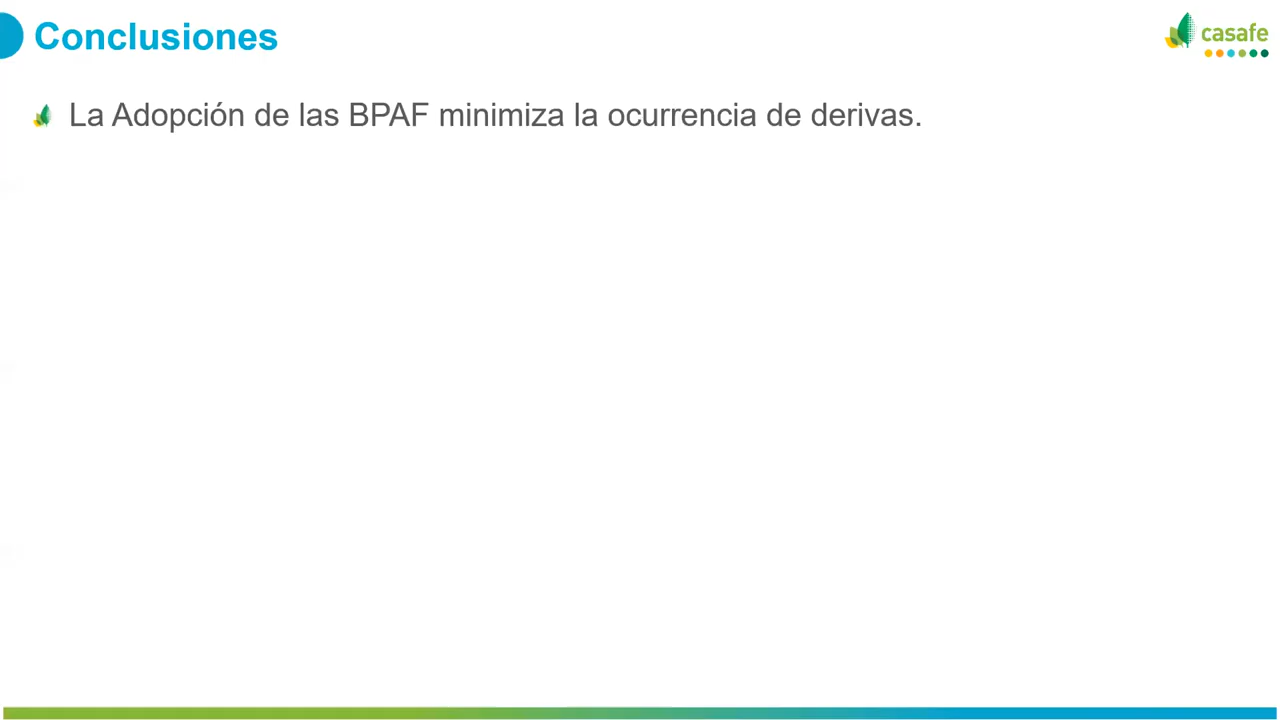 Conclusiones
casafe
La Adopción de las BPAF minimiza la ocurrencia de derivas.